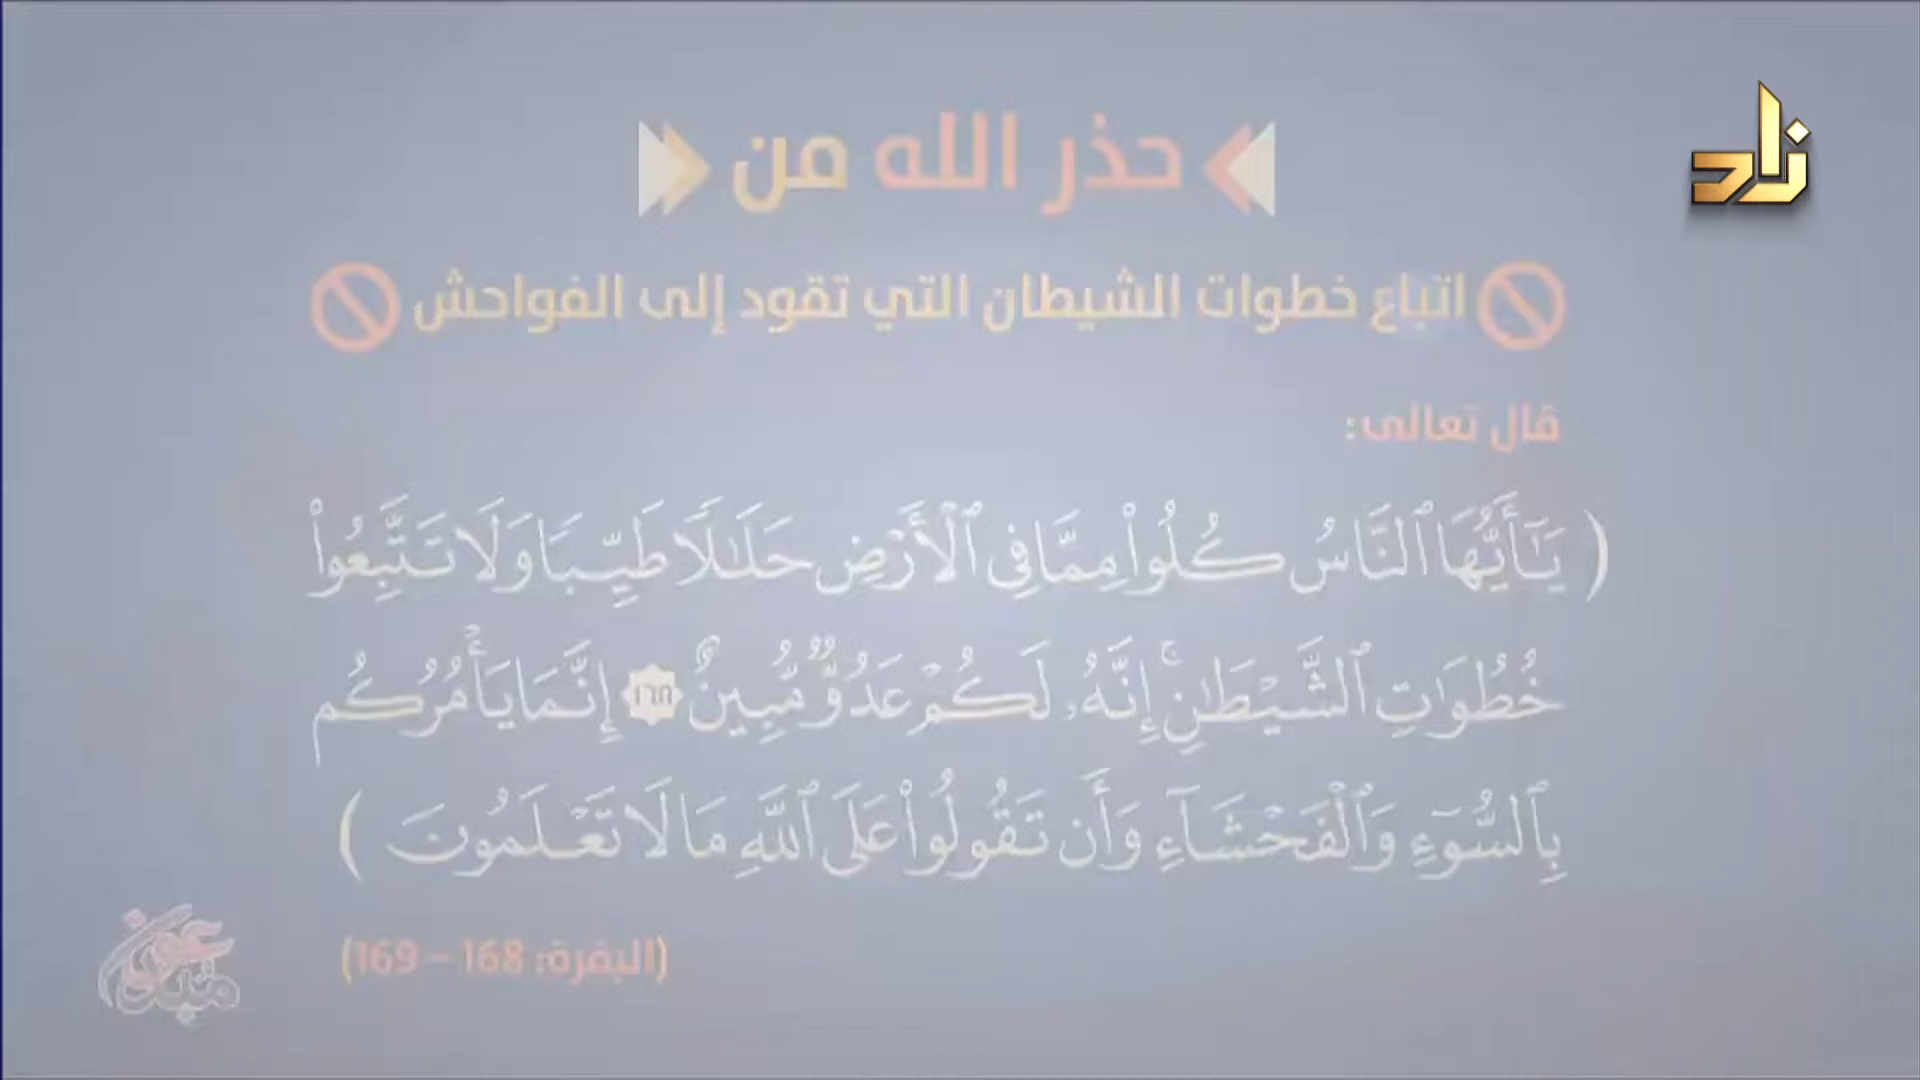 زاد
حذر الله من
اتباع خطوات الشيطان التي تقود إلى الفواحش
قال تعالى:
( يَٰٓأَيُّهَا ٱلنَّاسُ كُلُوا۟ مِمَّا فِى ٱلْأَرْضِ حَلَٰلًا طَيِّبًا وَلَا تَتَّبِعُوا۟
خُطُوَٰتِ ٱلشَّيْطَٰنِ ۚ إِنَّهُۥ لَكُمْ عَدُوٌّ مُّبِينٌ ١٦٨ إِنَّمَا يَأْمُرُكُم
بِٱلسُّوٓءِ وَٱلْفَحْشَآءِ وَأَن تَقُولُوا۟ عَلَى ٱللَّهِ مَا لَا تَعْلَمُونَ )
(البقرة: 168 – 169)